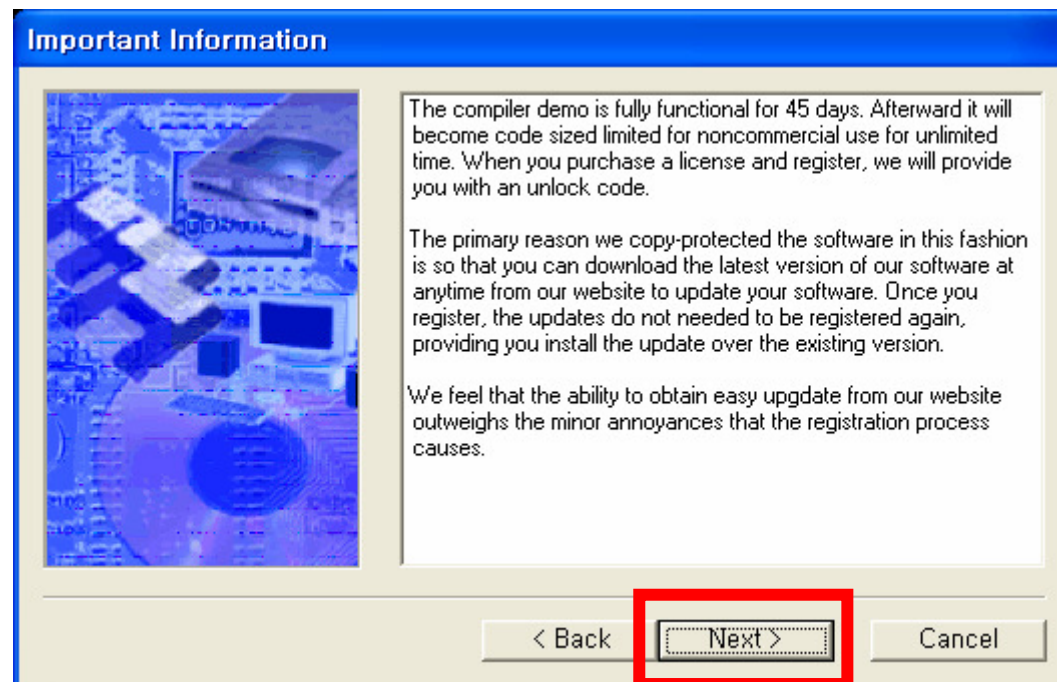 Important Information
The compiler demo is fully functional for 45 days. Afterward it will
become code sized limited for noncommercial use for unlimited
time. When you purchase a license and register, we will provide
you with an unlock code.
The primary reason we copy-protected the software in this fashion
is so that you can download the latest version of our software at
anytime from our website to update your software. Once you
register, the updates do not needed to be registered again,
providing you install the update over the existing version.
We feel that the ability to obtain easy upgdate from our website
outweighs the minor annoyances that the registration process
causes.
< Back Next > Cancel